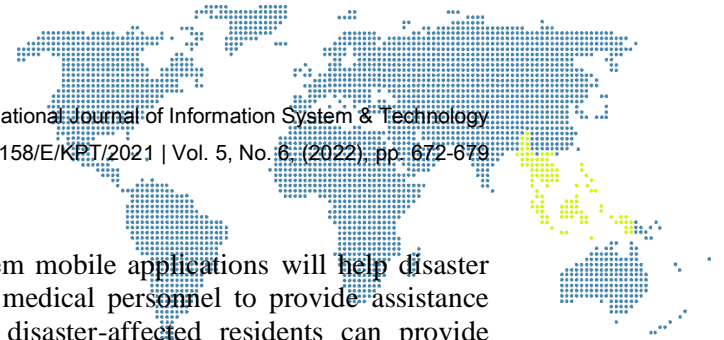 ational Journal of Information System & Technology
158/E/KPT/2021 | Vol. 5, No. 6, (2022), pp. 672-679
em mobile applications will help disaster
medical personnel to provide assistance
disaster-affected residents can provide